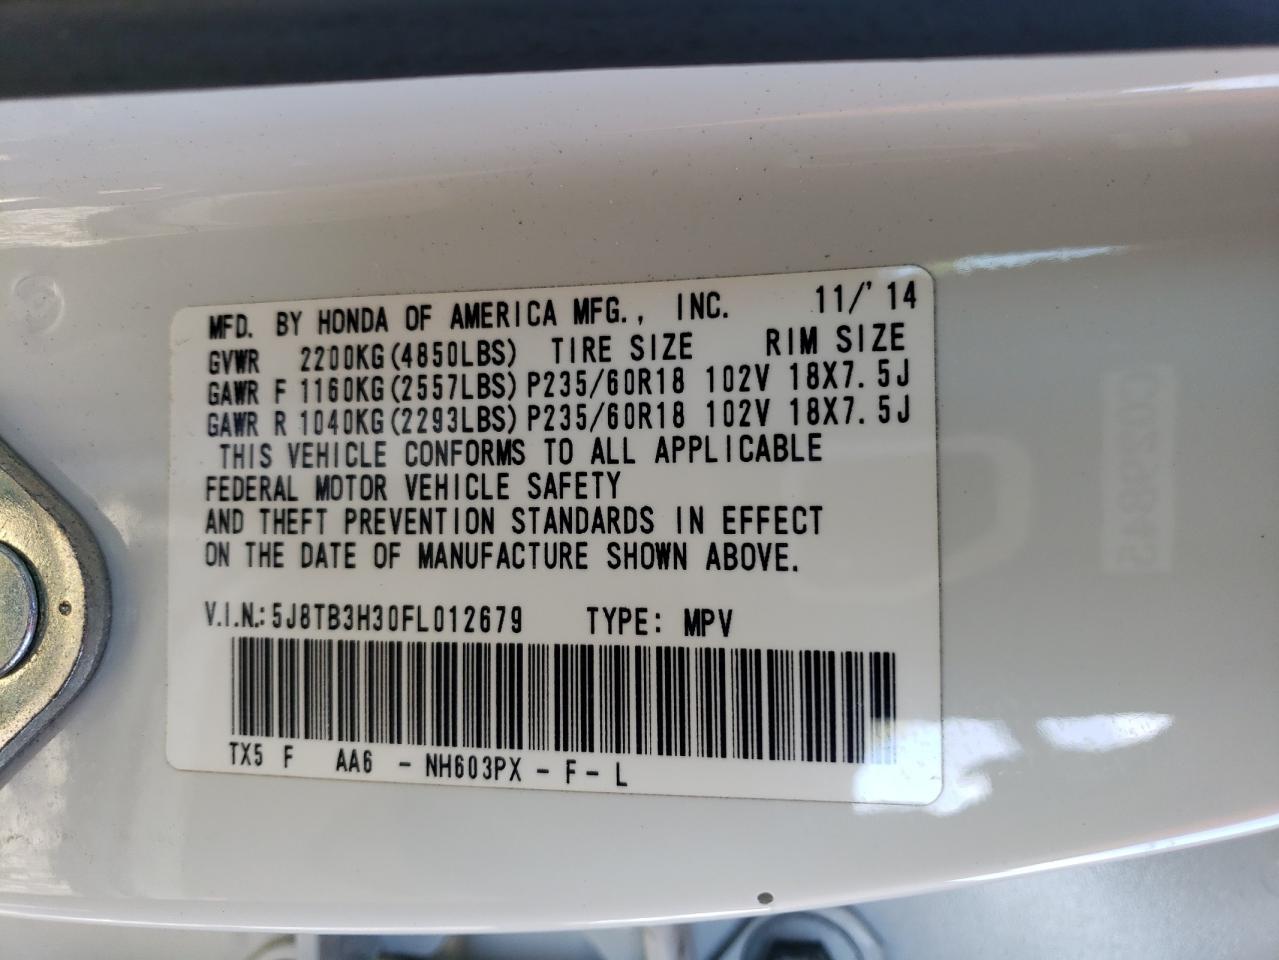 MFD. BY HONDA OF AMERICA MFG., INC. 11/'14
GVWR 2200KG(4850LBS) TIRE SIZE RIM SIZE
GAWR F 1160KG(2557LBS) P235/60R18 102V 18X7.5J
GAWR R 1040KG(2293LBS) P235/60R18 102V 18X7.5J
THIS VEHICLE CONFORMS TO ALL APPLICABLE
FEDERAL MOTOR VEHICLE SAFETY
AND THEFT PREVENTION STANDARDS IN EFFECT
ON THE DATE OF MANUFACTURE SHOWN ABOVE.
V.I.N.: 5J8TB3H30FL012679 TYPE: MPV
TX5 F AA6 - NH603PX - F - L